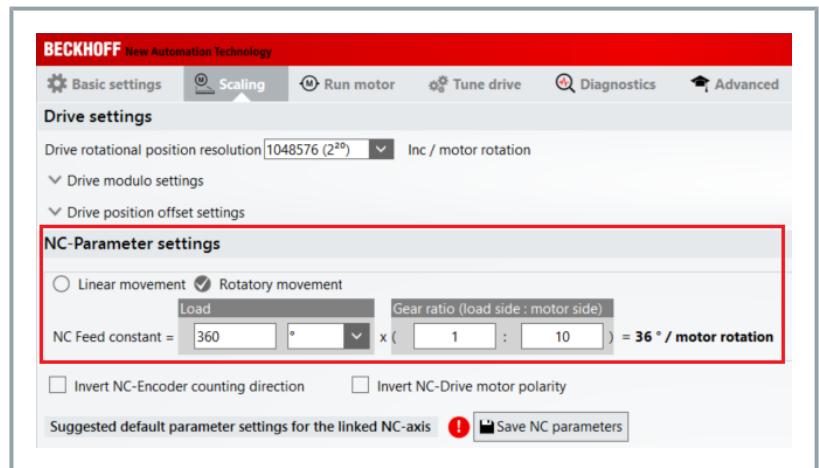 BECKHOFF New Automation Technology
Basic settings Scaling Run motor Tune drive Diagnostics Advanced
Drive settings
Drive rotational position resolution 1048576 (2²⁰) Inc / motor rotation
Drive modulo settings
Drive position offset settings
NC-Parameter settings
Linear movement Rotatory movement
Load Gear ratio (load side : motor side)
NC Feed constant = 360 ° x ( 1 : 10 ) = 36 ° / motor rotation
Invert NC-Encoder counting direction Invert NC-Drive motor polarity
Suggested default parameter settings for the linked NC-axis ! Save NC parameters